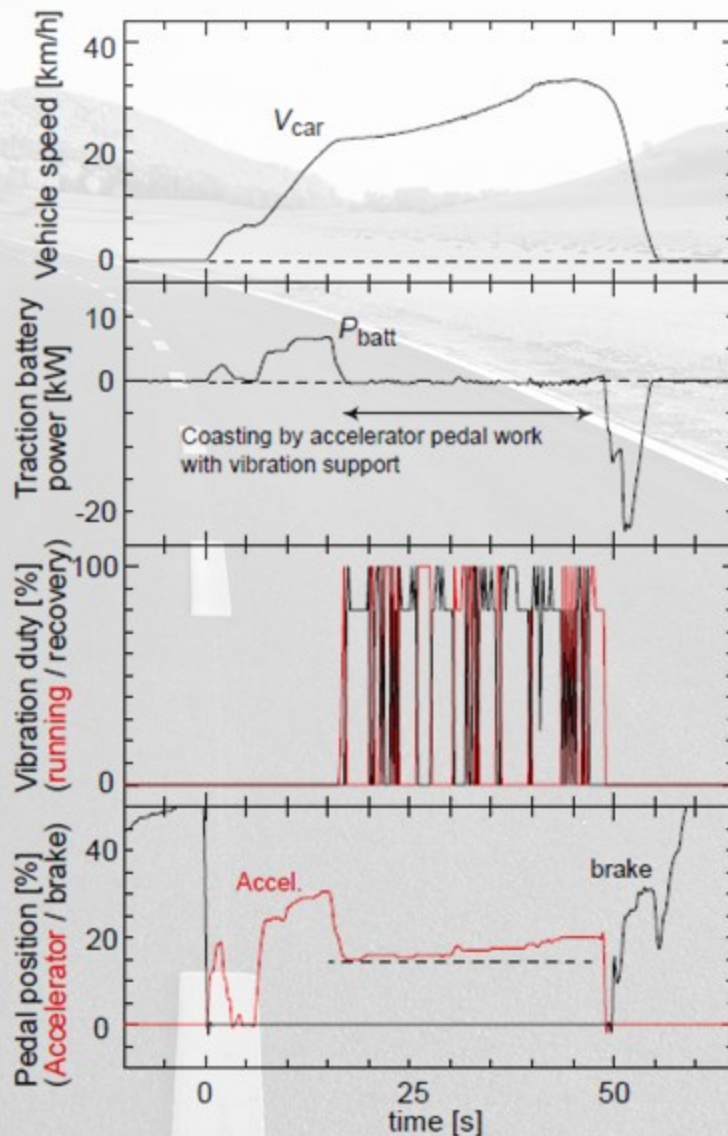 Vehicle speed [km/h]
40
20
0
V car
Traction battery
power [kW]
10
0
-20
P batt
Coasting by accelerator pedal work
with vibration support
Vibration duty [%]
(running / recovery)
100
0
Pedal position [%]
(Accelerator / brake)
40
20
0
Accel.
brake
0
25
50
time [s]